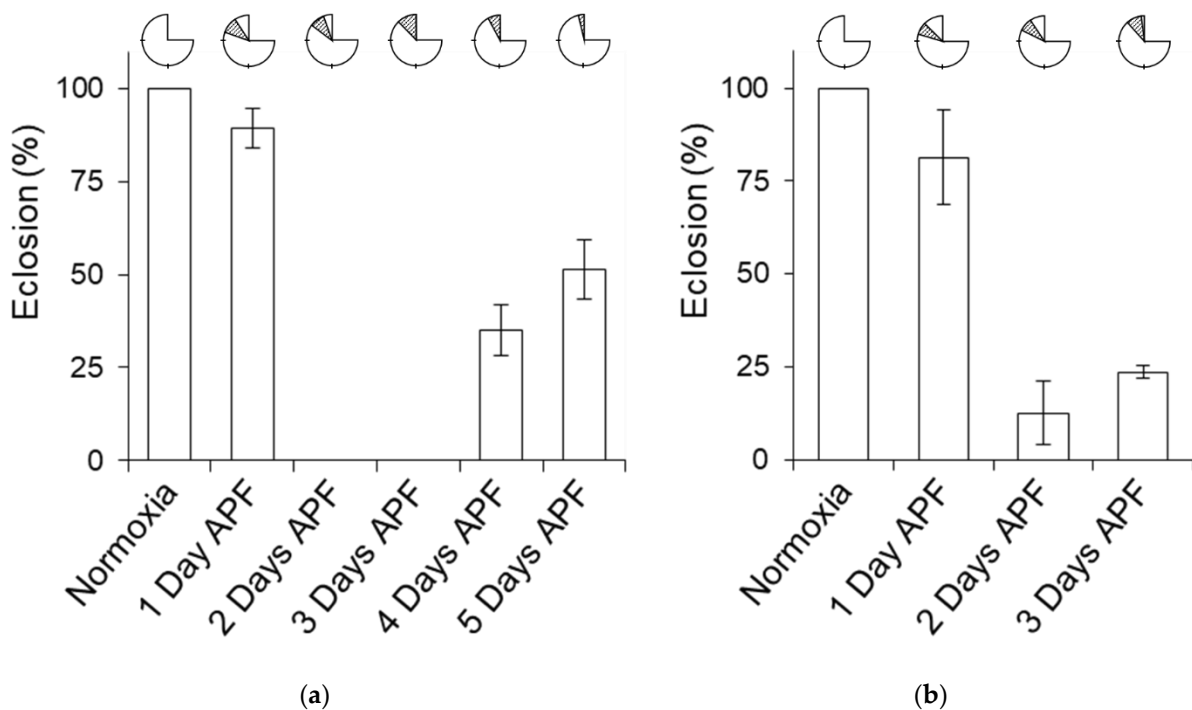 Eclosion (%)
100
75
50
25
0
Normoxia
1 Day APF
2 Days APF
3 Days APF
4 Days APF
5 Days APF
(a)
Eclosion (%)
100
75
50
25
0
Normoxia
1 Day APF
2 Days APF
3 Days APF
(b)